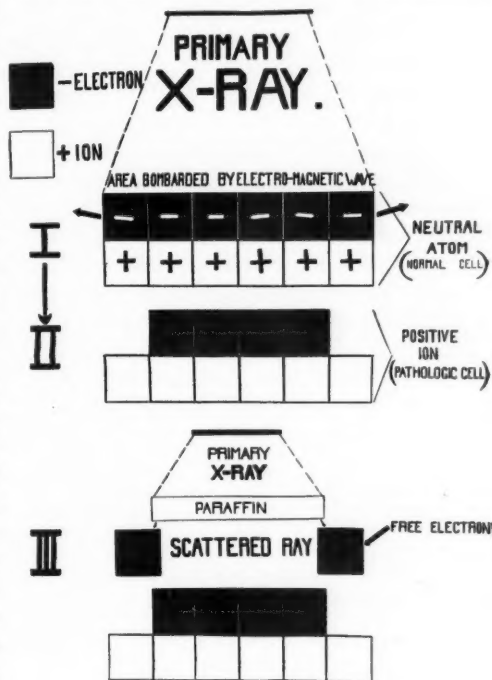 PRIMARY
X-RAY.
- ELECTRON
+ ION
AREA BOMBARDED BY ELECTRO-MAGNETIC WAVE
I
- - - - - -
+ + + + + +
NEUTRAL
ATOM
(NORMAL CELL)
II
POSITIVE
ION
(PATHOLOGIC CELL)
PRIMARY
X-RAY
PARAFFIN
III
SCATTERED RAY
FREE ELECTRON